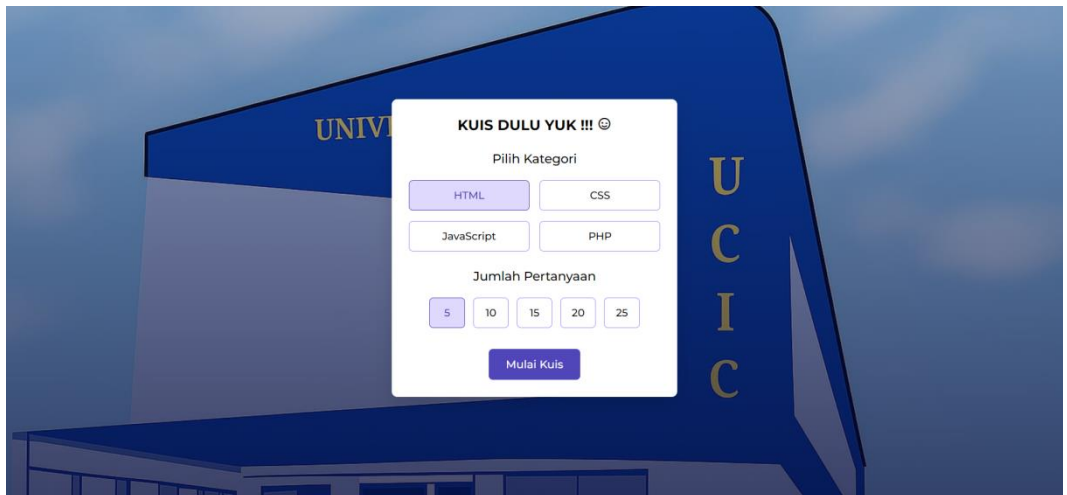 KUIS DULU YUK !!! ☺
Pilih Kategori
HTML CSS
JavaScript PHP
Jumlah Pertanyaan
5 10 15 20 25
Mulai Kuis
UNIV
U
C
I
C